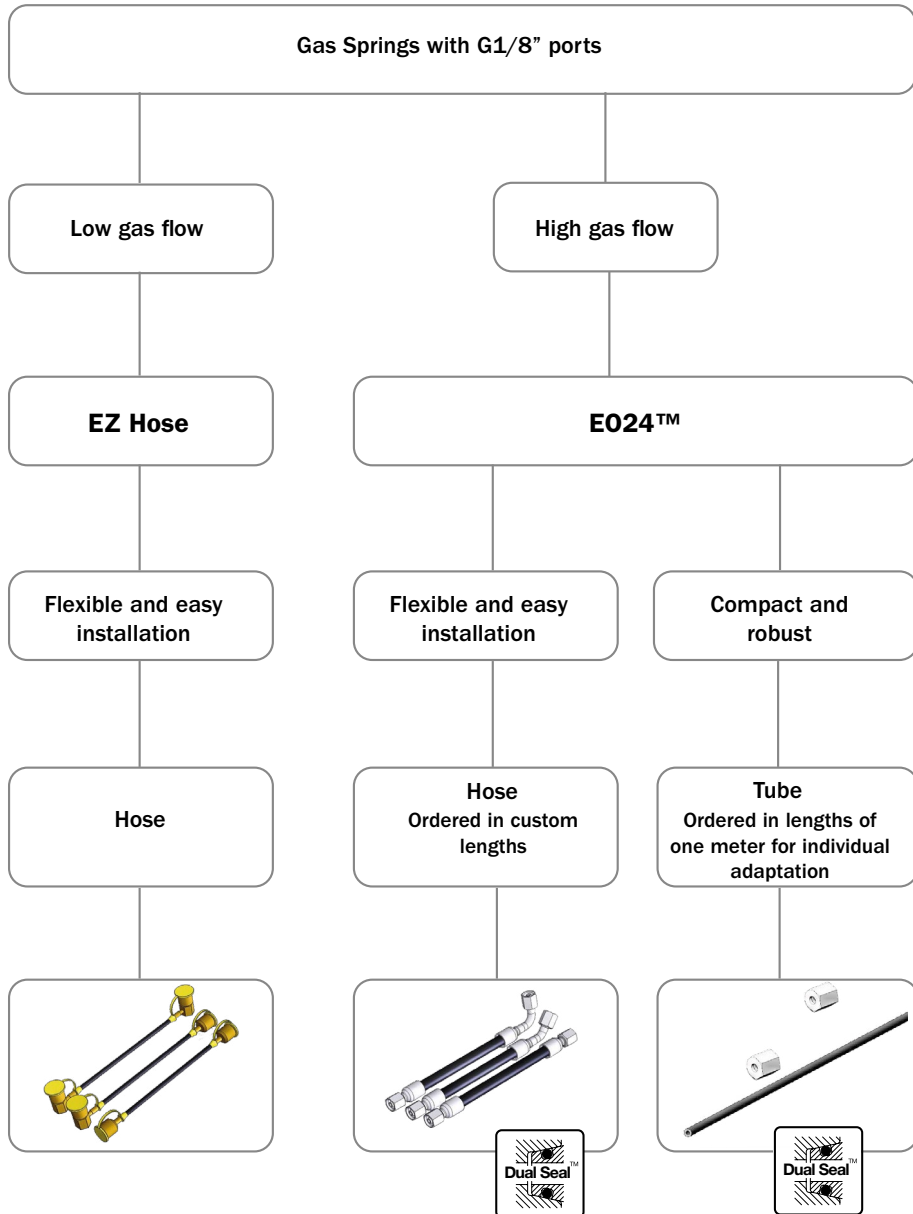 Gas Springs with G1/8” ports
Low gas flow
High gas flow
EZ Hose
EO24™
Flexible and easy
installation
Flexible and easy
installation
Compact and
robust
Hose
Hose
Ordered in custom
lengths
Tube
Ordered in lengths of
one meter for individual
adaptation
Dual Seal™
Dual Seal™